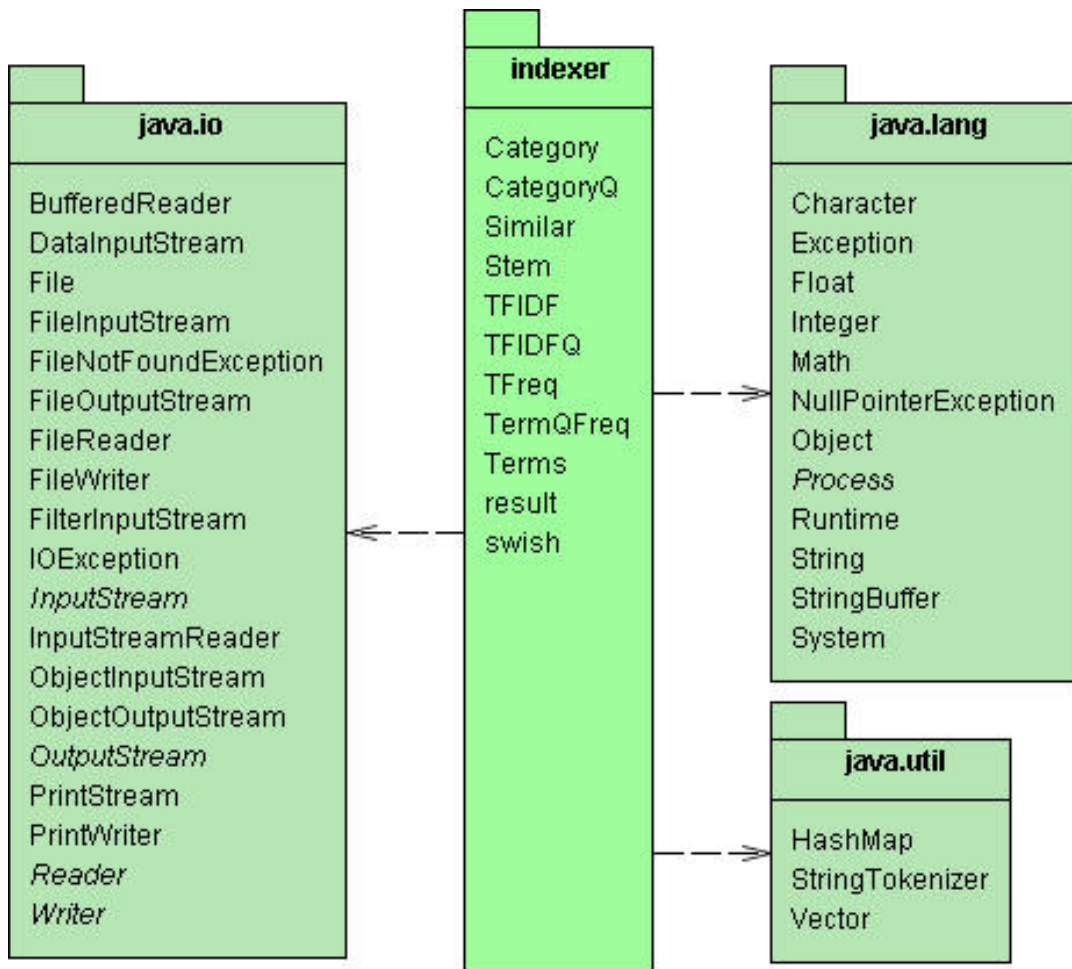 java.io
BufferedReader
DataInputStream
File
FileInputStream
FileNotFoundException
FileOutputStream
FileReader
FileWriter
FilterInputStream
IOException
InputStream
InputStreamReader
ObjectInputStream
ObjectOutputStream
OutputStream
PrintStream
PrintWriter
Reader
Writer
indexer
Category
CategoryQ
Similar
Stem
TFIDF
TFIDFQ
TFreq
TermQFreq
Terms
result
swish
java.lang
Character
Exception
Float
Integer
Math
NullPointerException
Object
Process
Runtime
String
StringBuffer
System
java.util
HashMap
StringTokenizer
Vector